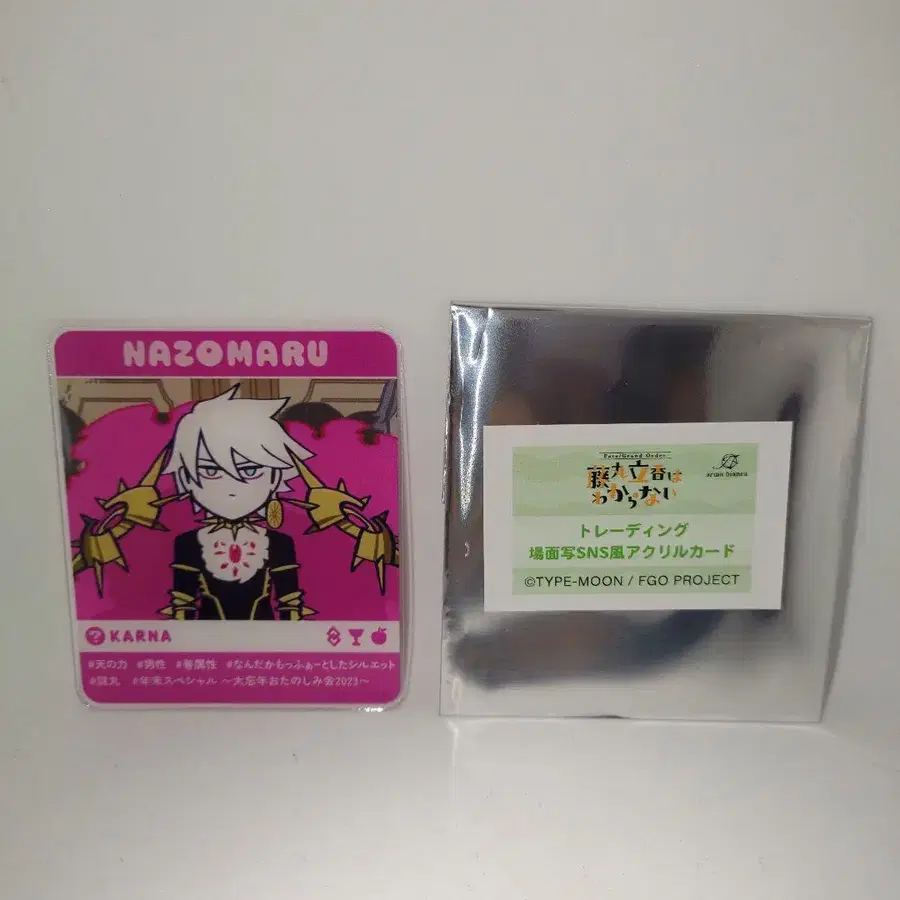 NAZOMARU
KARNA
#天の力 #男性 #善属性 #なんだかもっふぁーとしたシルエット
#謎丸 #年末スペシャル ～大忘年おたのしみ会2023～
Fate/Grand Order
藤丸立香は
わからない
トレーディング
場面写SNS風アクリルカード
©TYPE-MOON / FGO PROJECT